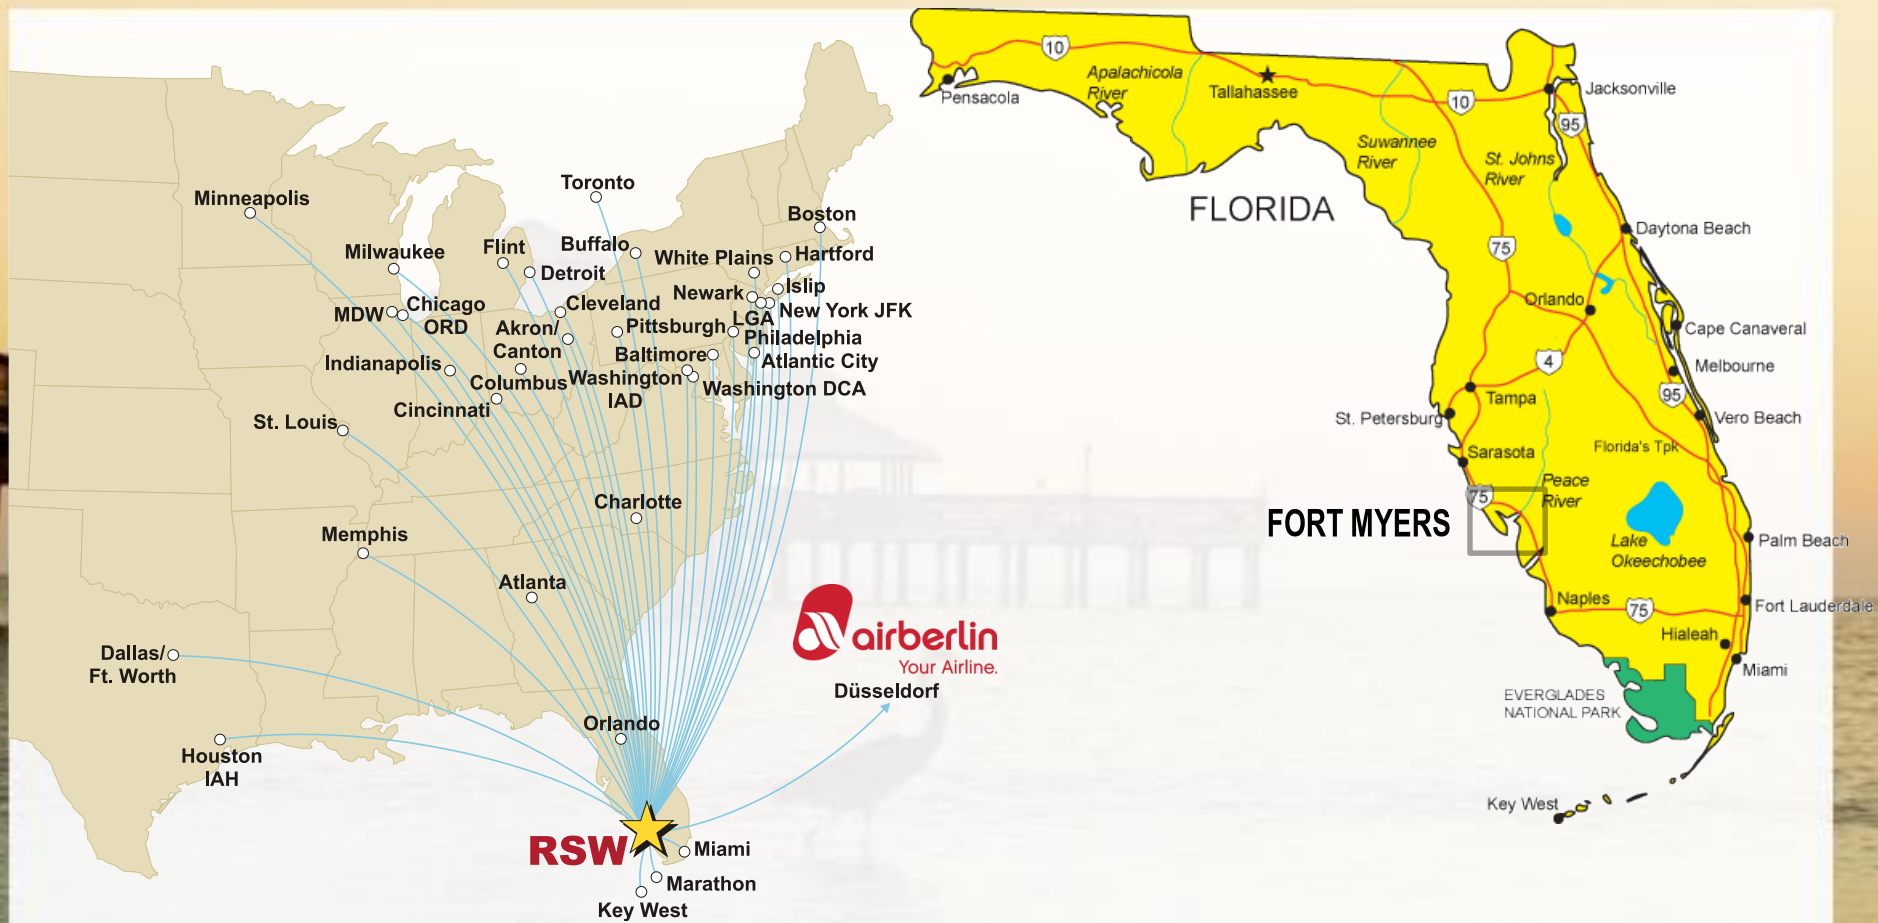 Minneapolis
Toronto
Boston
Milwaukee
Flint
Buffalo
White Plains
Hartford
Detroit
Newark
Islip
MDW
Chicago
ORD
Cleveland
New York JFK
LGA
Akron/
Canton
Pittsburgh
Philadelphia
Indianapolis
Baltimore
Atlantic City
Columbus
Washington
IAD
Washington DCA
Cincinnati
St. Louis
Charlotte
Memphis
Atlanta
Dallas/
Ft. Worth
airberlin
Your Airline.
Düsseldorf
Orlando
Houston
IAH
RSW
Miami
Marathon
Key West
10
Apalachicola
River
Tallahassee
Pensacola
10
Jacksonville
95
Suwannee
River
St. Johns
River
FLORIDA
Daytona Beach
75
Orlando
Cape Canaveral
4
Melbourne
95
Tampa
St. Petersburg
Vero Beach
Sarasota
Florida's Tpk
75
Peace
River
FORT MYERS
Lake
Okeechobee
Palm Beach
Naples
75
Fort Lauderdale
Hialeah
Miami
EVERGLADES
NATIONAL PARK
Key West